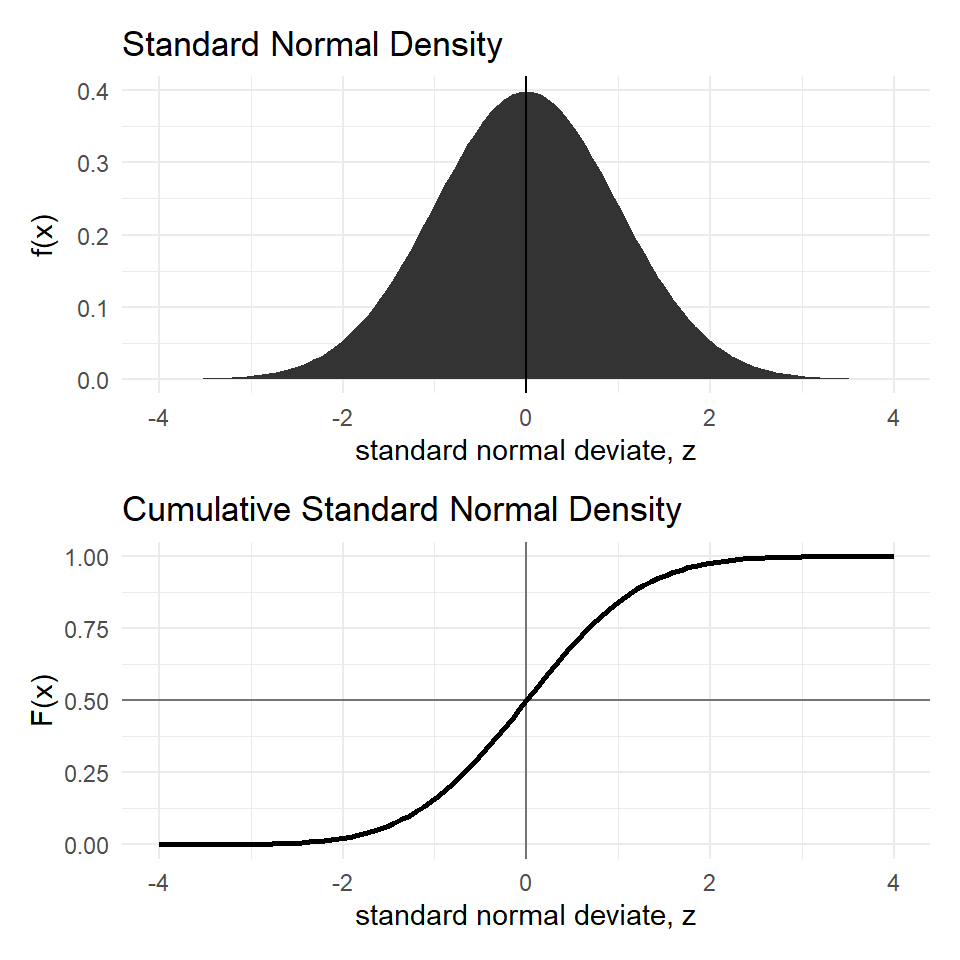 Standard Normal Density
f(x)
0.4
0.3
0.2
0.1
0.0
-4 -2 0 2 4
standard normal deviate, z
Cumulative Standard Normal Density
F(x)
1.00
0.75
0.50
0.25
0.00
-4 -2 0 2 4
standard normal deviate, z